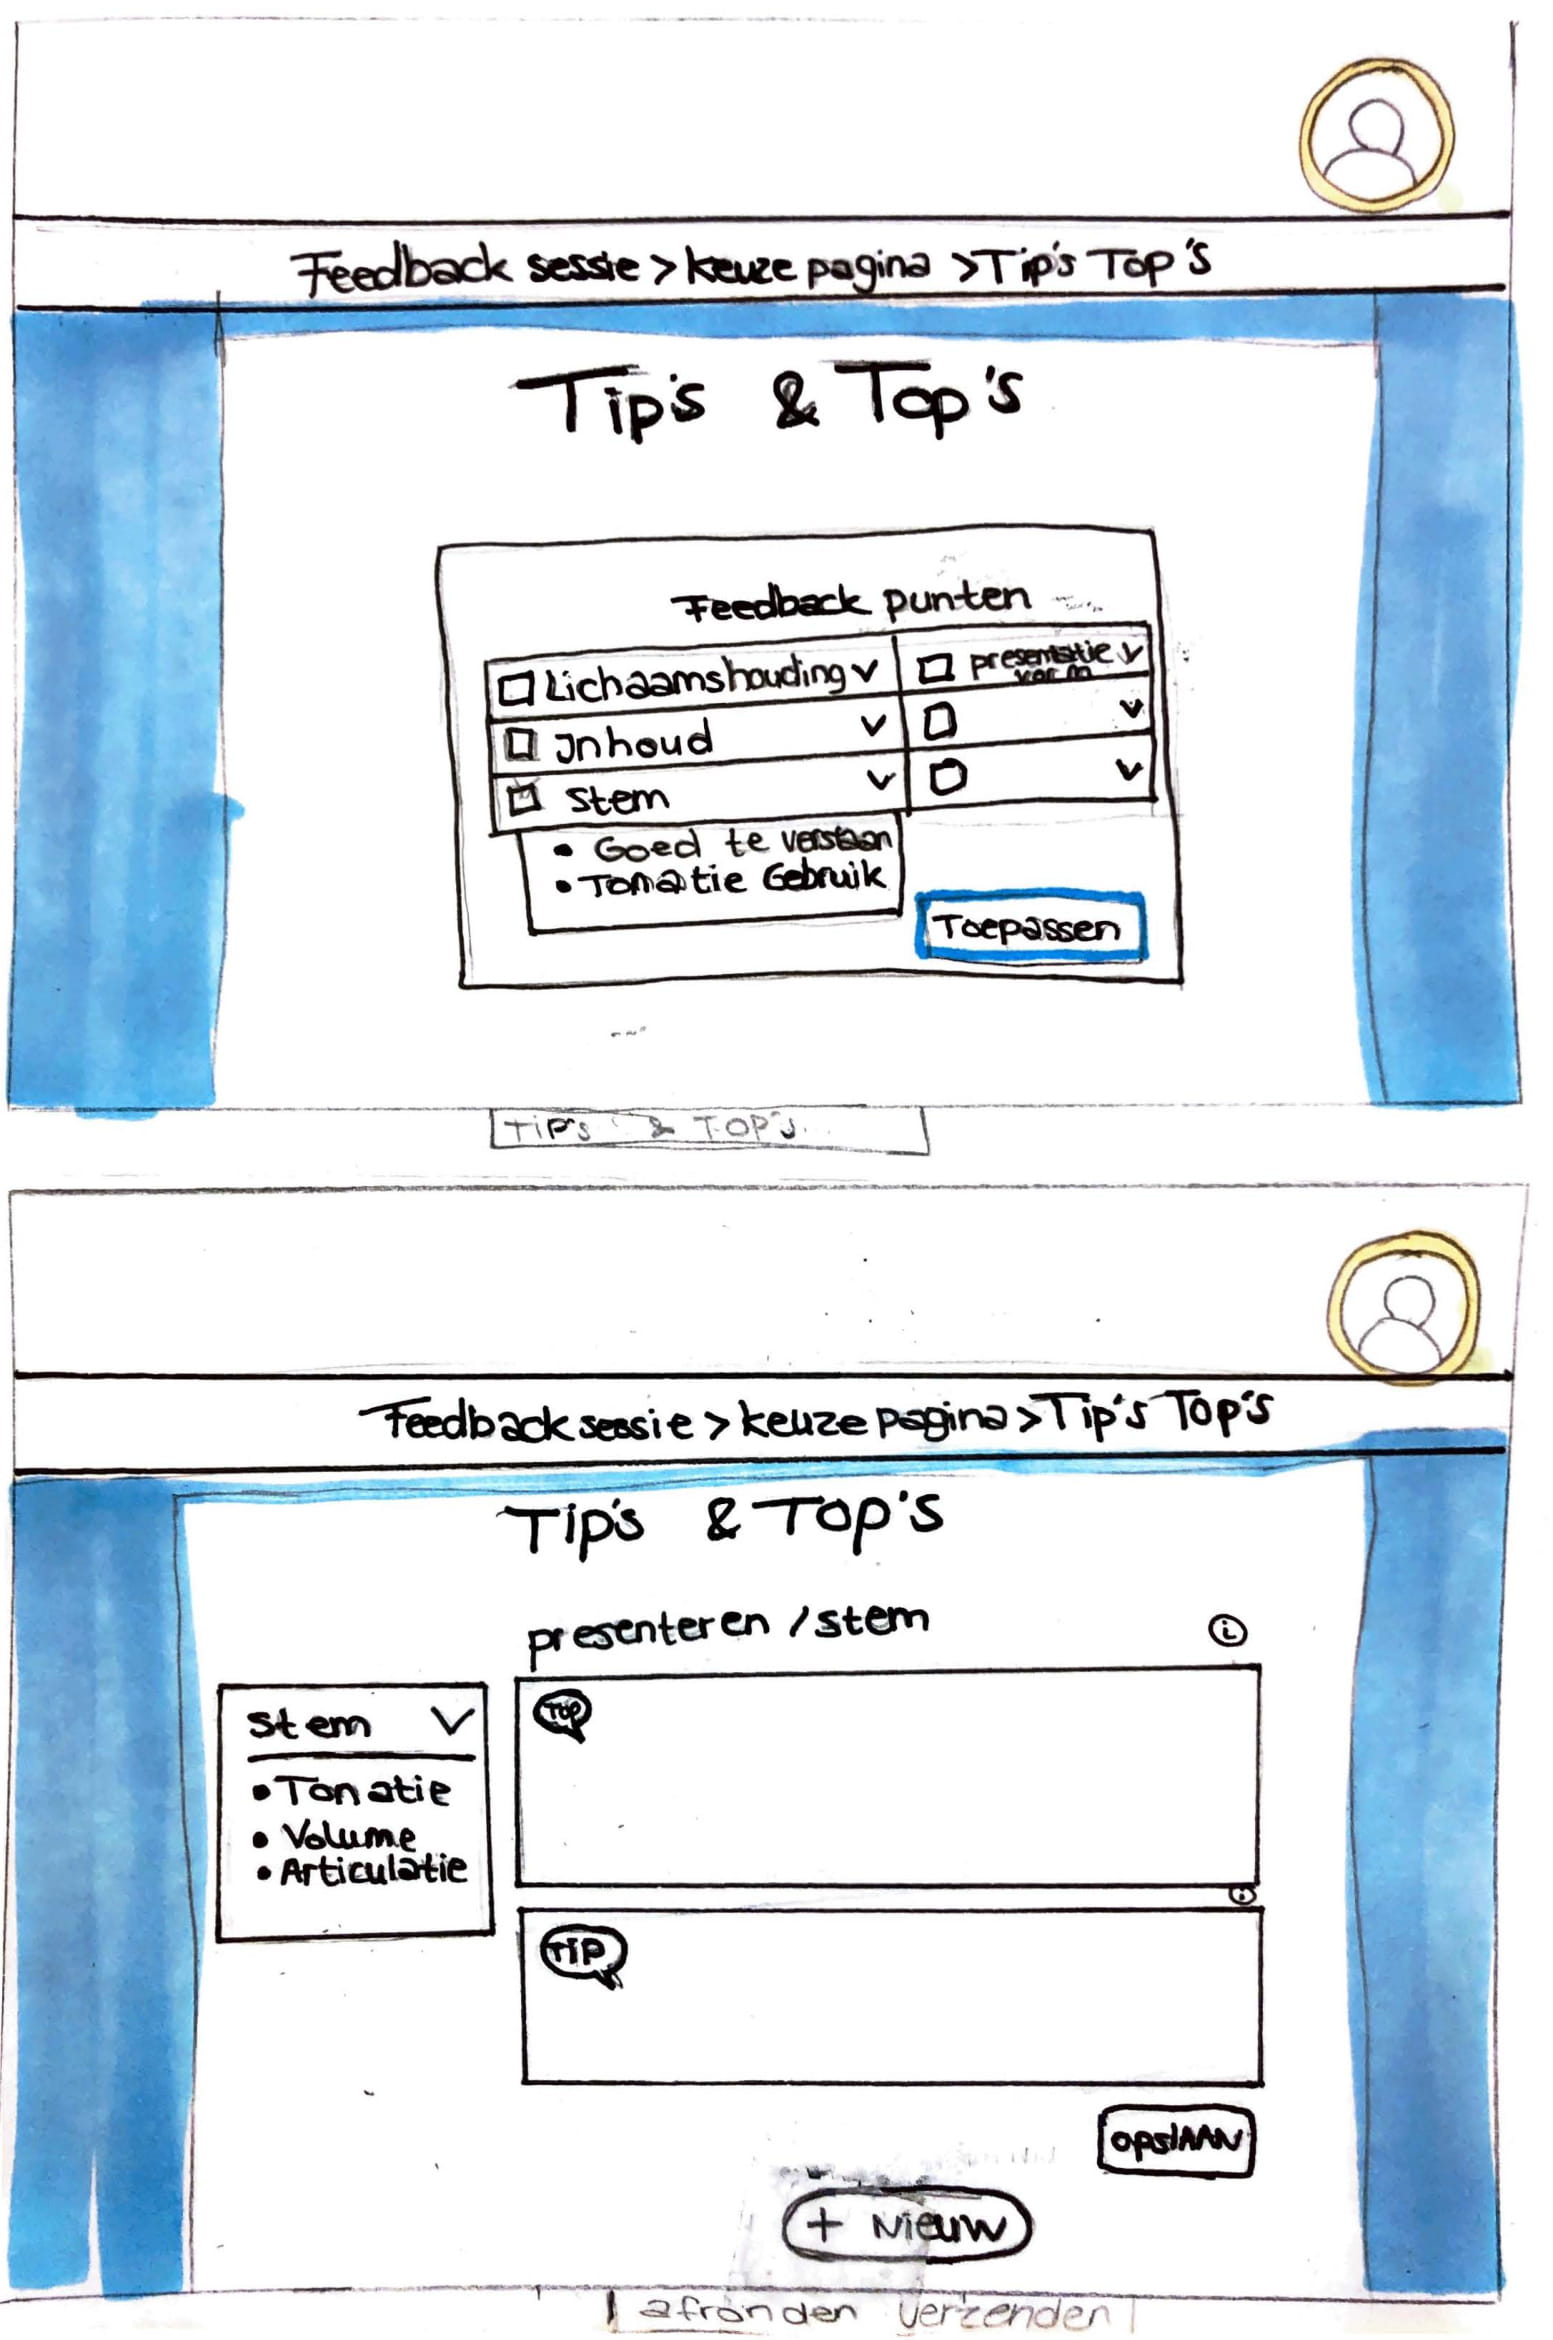 Feedback sessie > keuze pagina > Tip's Top's
Tip's & Top's
Feedback punten
Lichaamshouding
presentatie
vorm
Inhoud
Stem
• Goed te verstaan
• Tomatie Gebruik
Toepassen
TIP's & TOP's
Feedback sessie > keuze pagina > Tip's Top's
Tip's & Top's
presenteren / stem
i
Top
stem
• Tonatie
• Volume
• Articulatie
i
TIP
opslAAN
+ Nieuw
afronden verzenden